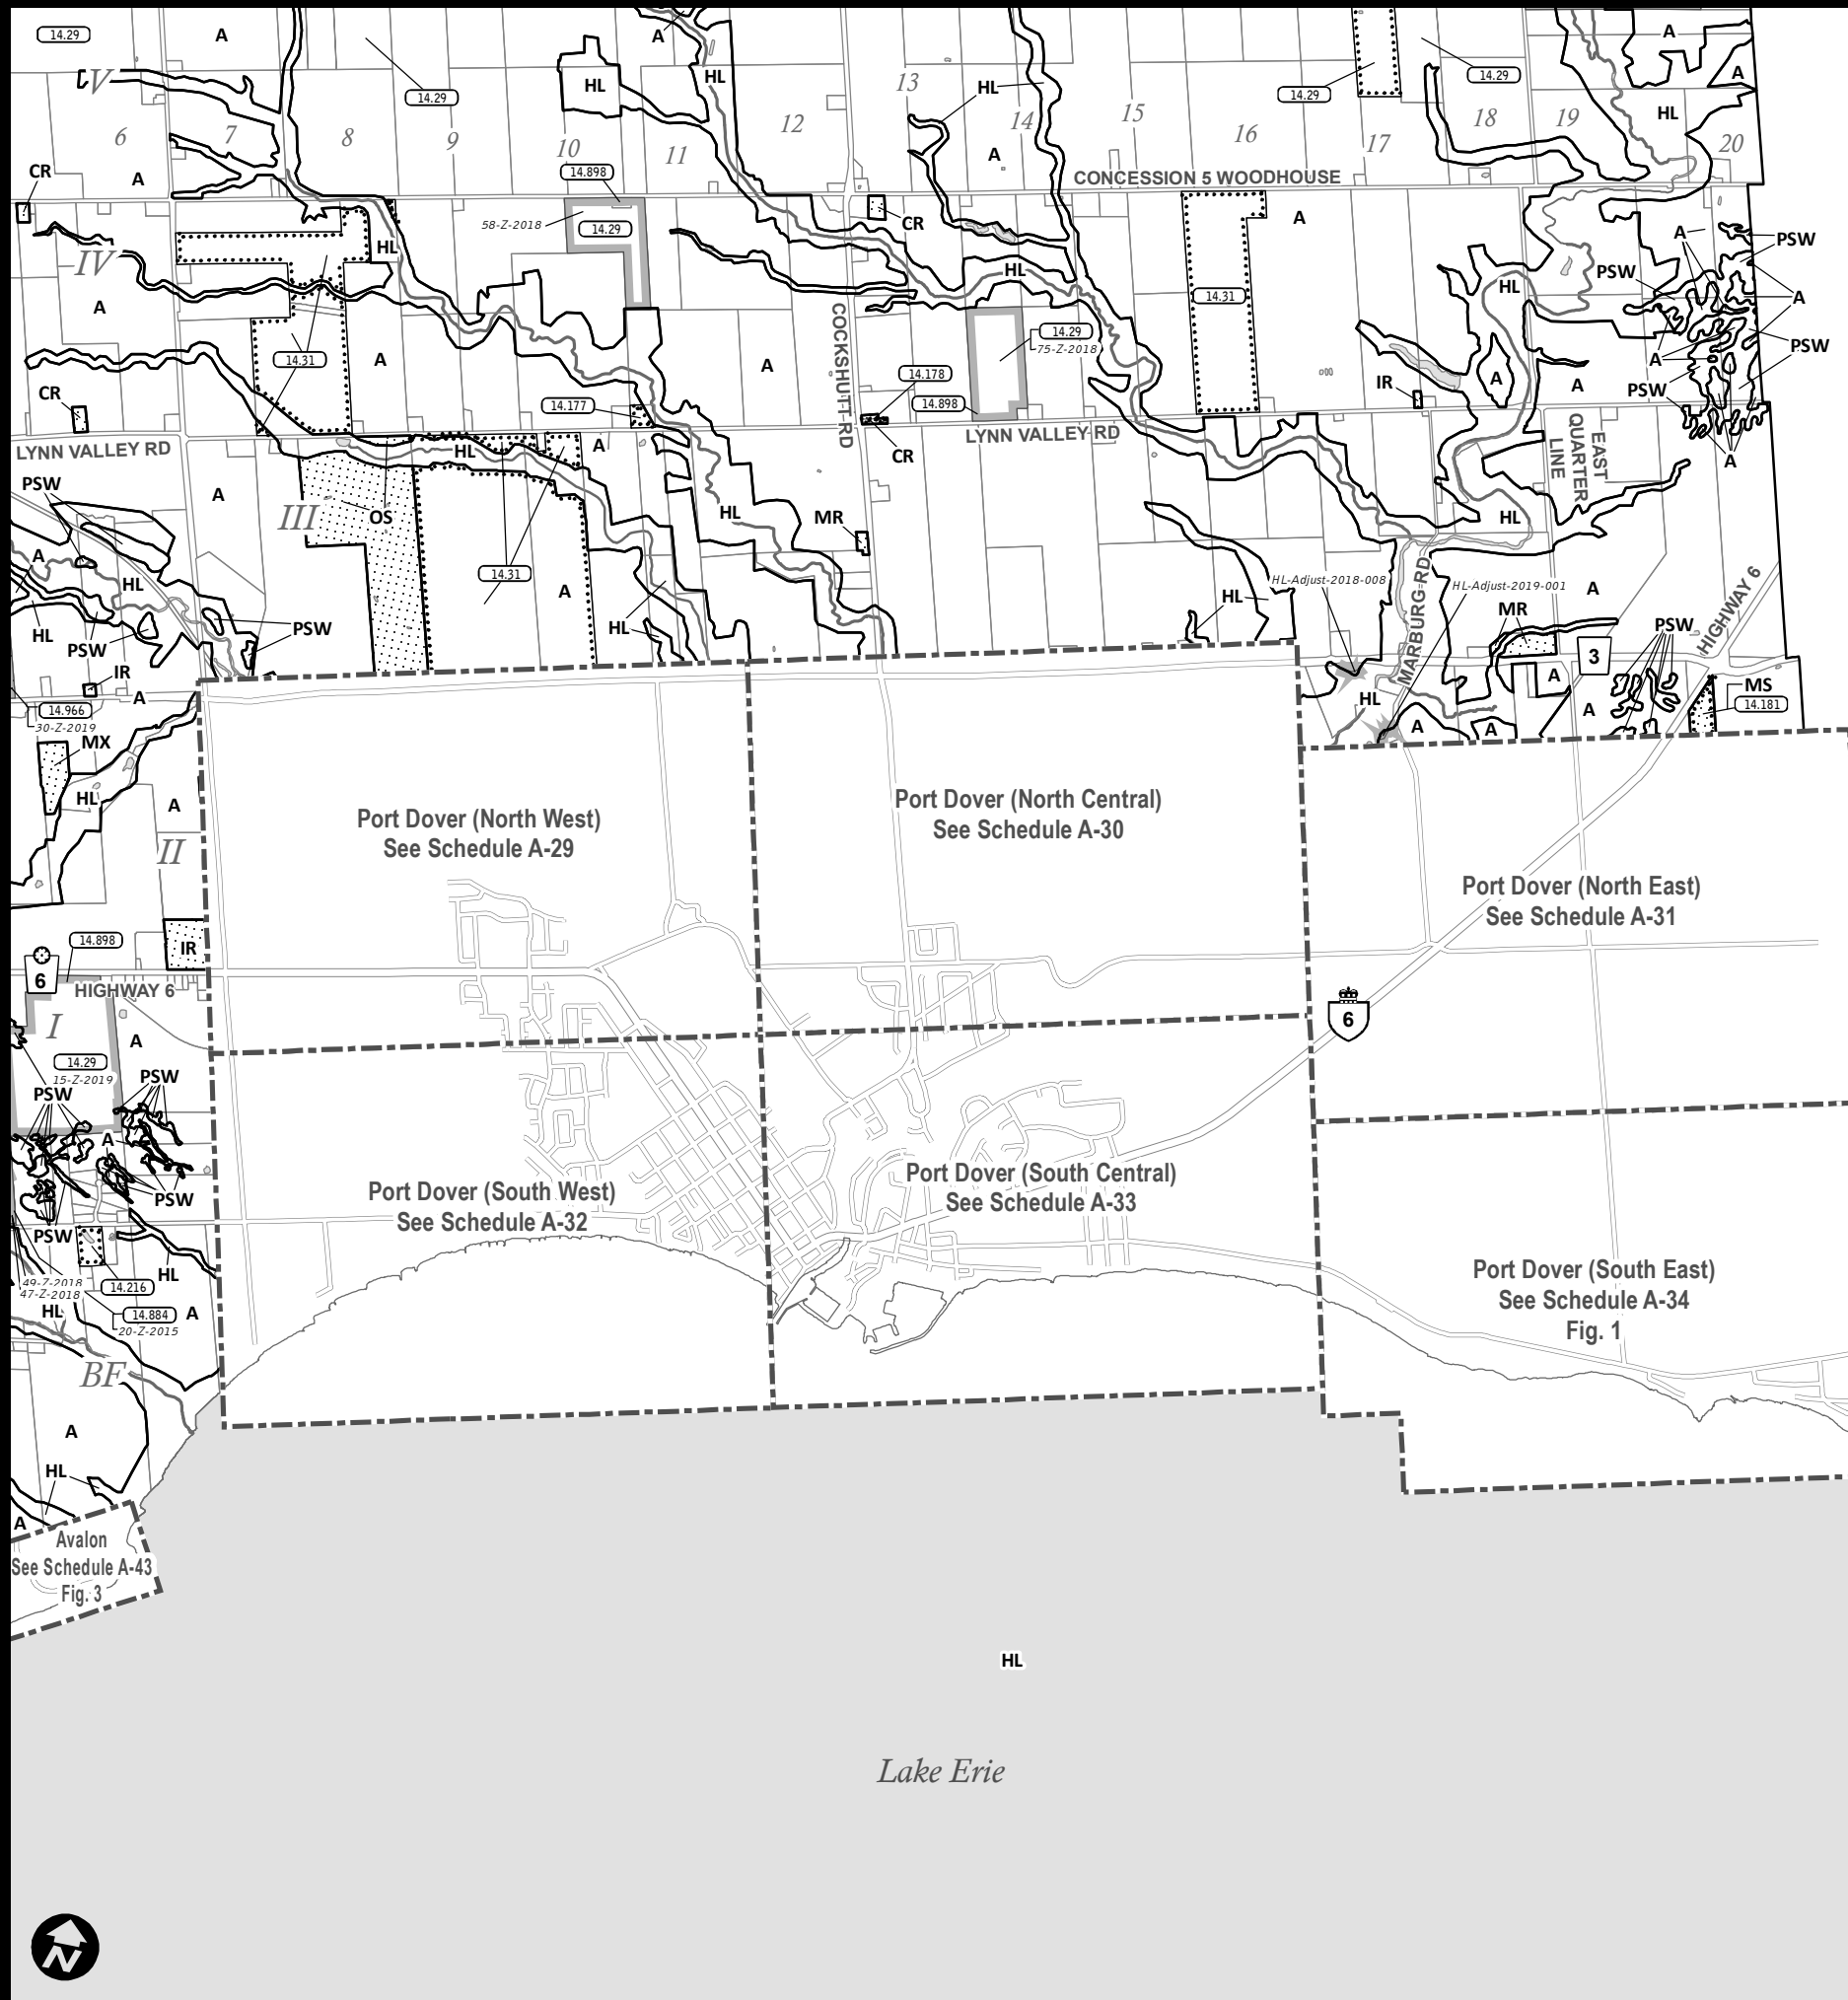 14.29
A
A
A
A
V
HL
HL
14.29
13
HL
14.29
14.29
6
7
8
9
10
11
12
14
15
16
17
18
19
HL
20
CR
A
14.898
A
CONCESSION 5 WOODHOUSE
58-Z-2018
14.29
CR
A
A
PSW
IV
HL
HL
HL
PSW
A
14.31
A
14.31
A
A
COCKSHUTT RD
14.29
75-Z-2018
14.178
14.898
A
A
A
PSW
PSW
IR
CR
14.177
LYNN VALLEY RD
HL
A
CR
LYNN VALLEY RD
EAST
QUARTER
LINE
A
PSW
A
III
OS
HL
MR
HL
A
HL
14.31
A
HL
HL-Adjust-2018-008
MARBURG RD
HL-Adjust-2019-001
A
HIGHWAY 6
HL
PSW
PSW
HL
MR
PSW
3
IR
A
14.966
30-Z-2019
HL
A
A
A
A
MS
14.181
MX
HL
A
Port Dover (North West)
See Schedule A-29
Port Dover (North Central)
See Schedule A-30
II
Port Dover (North East)
See Schedule A-31
14.898
IR
6
HIGHWAY 6
I
A
6
14.29
15-Z-2019
PSW
PSW
A
PSW
Port Dover (South West)
See Schedule A-32
Port Dover (South Central)
See Schedule A-33
PSW
HL
49-Z-2018
47-Z-2018
14.216
HL
14.884
20-Z-2015
A
Port Dover (South East)
See Schedule A-34
Fig. 1
BF
A
HL
A
Avalon
See Schedule A-43
Fig. 3
HL
Lake Erie
N